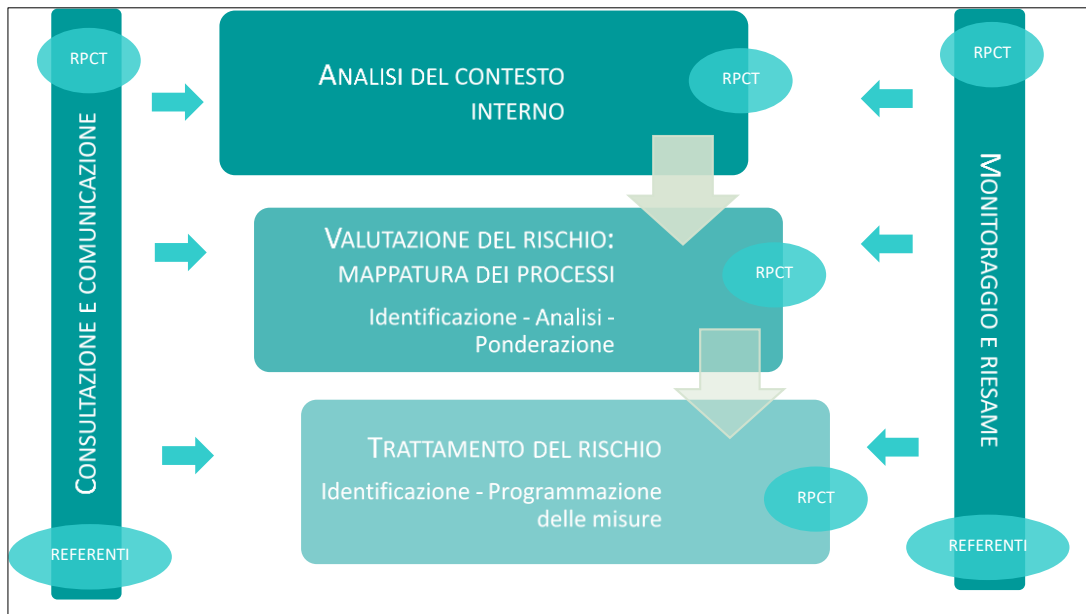 RPCT
CONSULTAZIONE E COMUNICAZIONE
REFERENTI
ANALISI DEL CONTESTO
INTERNO
RPCT
VALUTAZIONE DEL RISCHIO:
MAPPATURA DEI PROCESSI
Identificazione - Analisi -
Ponderazione
RPCT
TRATTAMENTO DEL RISCHIO
Identificazione - Programmazione
delle misure
RPCT
RPCT
MONITORAGGIO E RIESAME
REFERENTI